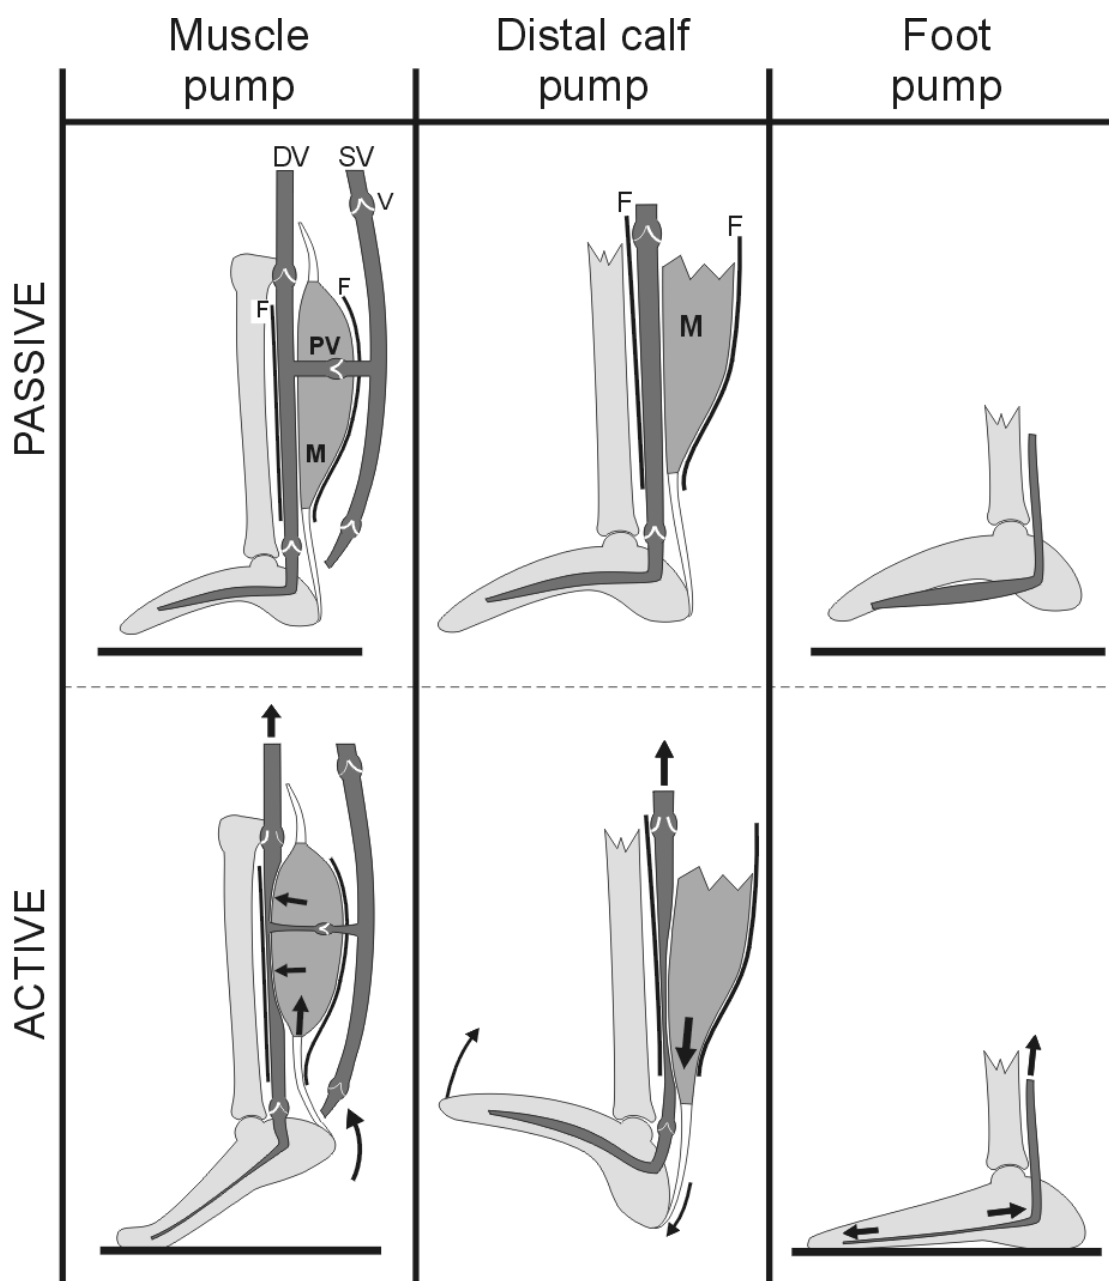 Muscle
pump
Distal calf
pump
Foot
pump
PASSIVE
DV SV
V
F
F
PV
M
F
F
M
ACTIVE